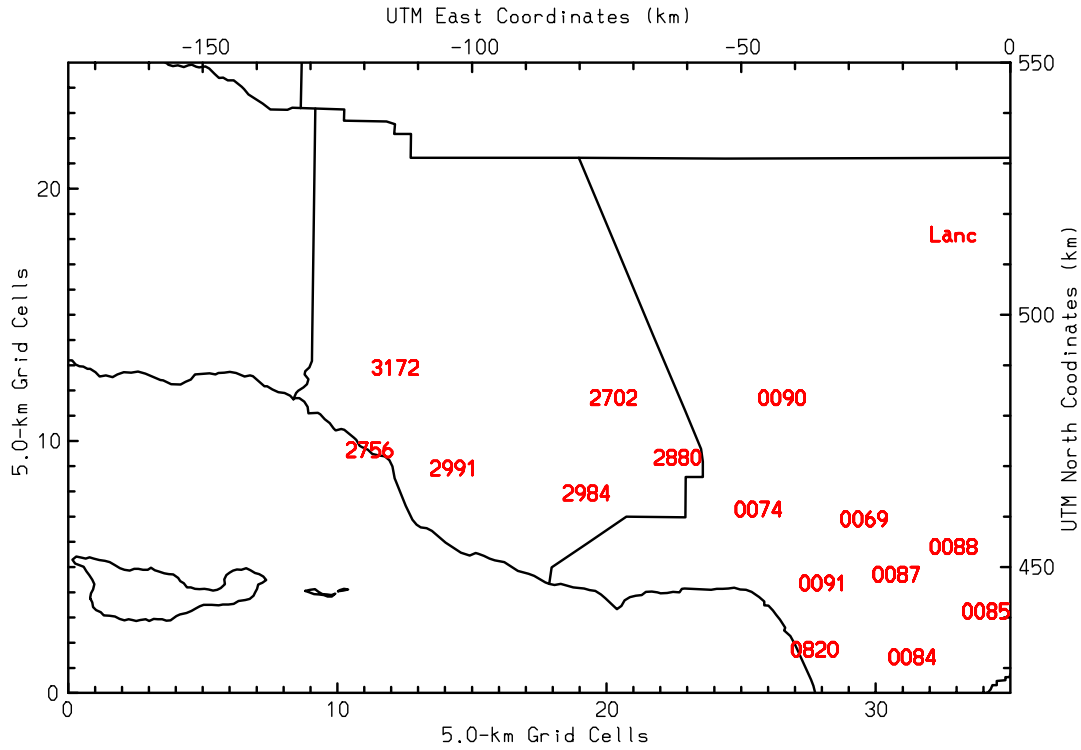 UTM East Coordinates (km)
-150 -100 -50 0
550
20
Lanc
500
3172
2702 0090
10
2756 2991 2880
2984
0074 0069
0088
450
0091 0087
0085
0820 0084
0
0 10 20 30
5.0-km Grid Cells
5.0-km Grid Cells
UTM North Coordinates (km)